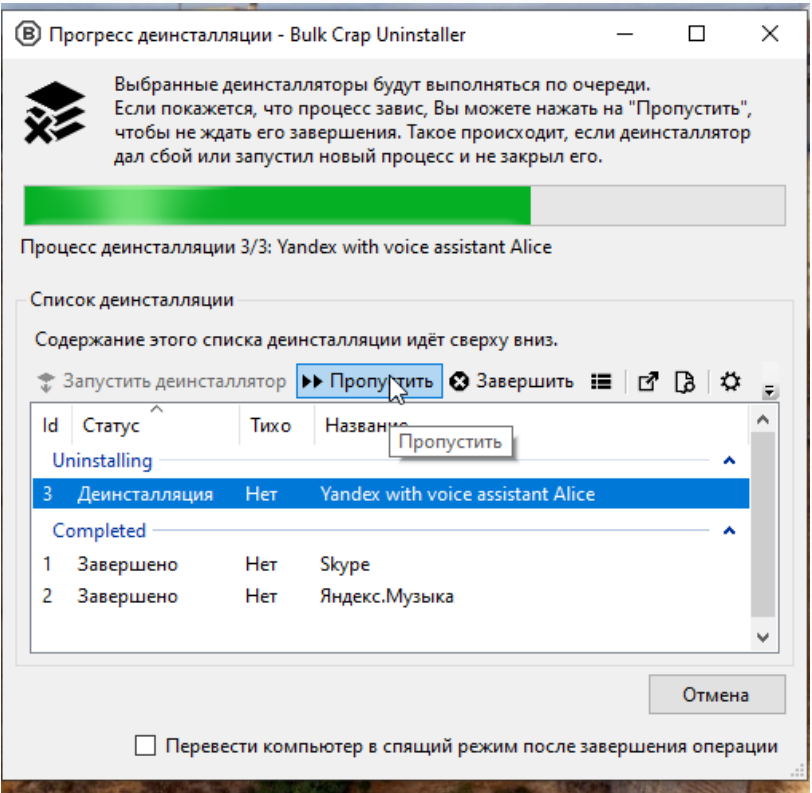 Прогресс деинсталляции - Bulk Crap Uninstaller
Выбранные деинсталляторы будут выполняться по очереди.
Если покажется, что процесс завис, Вы можете нажать на "Пропустить",
чтобы не ждать его завершения. Такое происходит, если деинсталлятор
дал сбой или запустил новый процесс и не закрыл его.
Процесс деинсталляции 3/3: Yandex with voice assistant Alice
Список деинсталляции
Содержание этого списка деинсталляции идёт сверху вниз.
Запустить деинсталлятор Пропустить Завершить
Id Статус Тихо Название
Пропустить
Uninstalling
3 Деинсталляция Нет Yandex with voice assistant Alice
Completed
1 Завершено Нет Skype
2 Завершено Нет Яндекс.Музыка
Отмена
Перевести компьютер в спящий режим после завершения операции